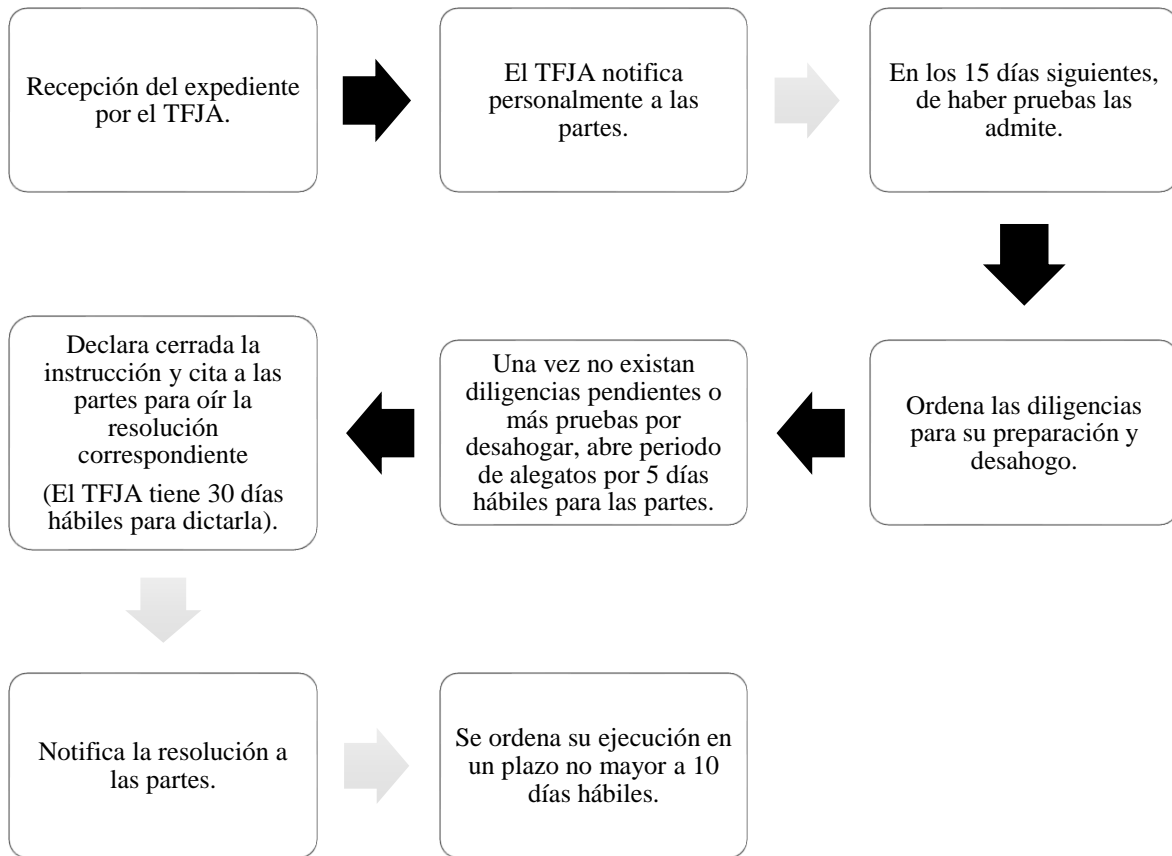 Recepción del expediente
por el TFJA.
El TFJA notifica
personalmente a las
partes.
En los 15 días siguientes,
de haber pruebas las
admite.
Ordena las diligencias
para su preparación y
desahogo.
Una vez no existan
diligencias pendientes o
más pruebas por
desahogar, abre periodo
de alegatos por 5 días
hábiles para las partes.
Declara cerrada la
instrucción y cita a las
partes para oír la
resolución
correspondiente
(El TFJA tiene 30 días
hábiles para dictarla).
Notifica la resolución a
las partes.
Se ordena su ejecución en
un plazo no mayor a 10
días hábiles.